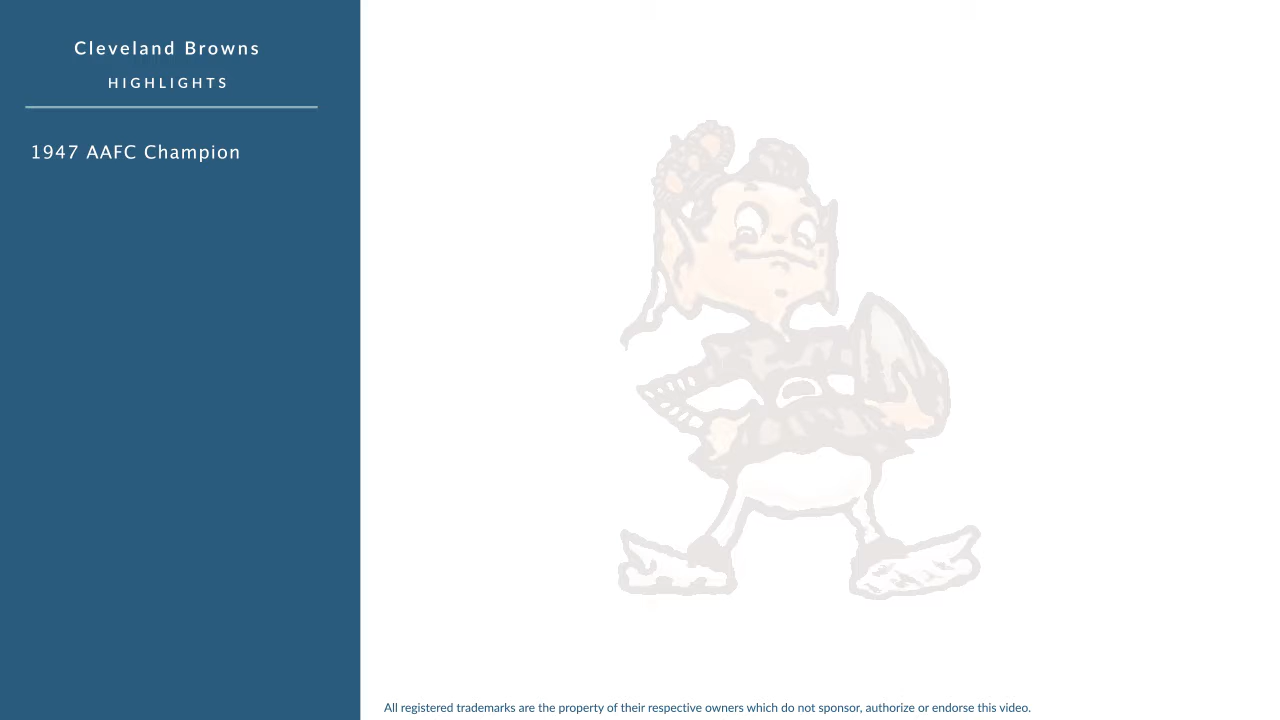 Cleveland Browns
HIGHLIGHTS
1947 AAFC Champion
All registered trademarks are the property of their respective owners which do not sponsor, authorize or endorse this video.